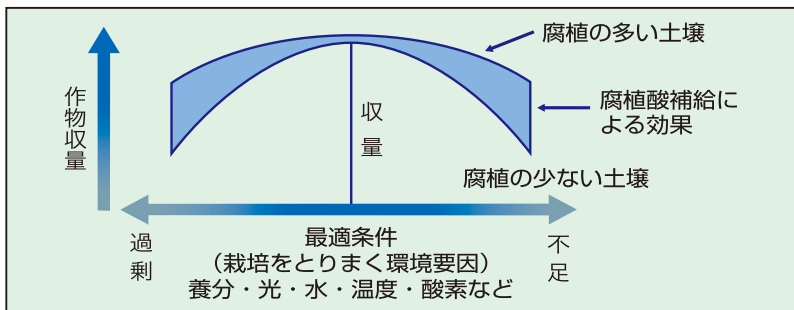 腐植の多い土壌
作物収量
収量
腐植酸補給に
よる効果
腐植の少ない土壌
過剰
最適条件
(栽培をとりまく環境要因)
養分・光・水・温度・酸素など
不足